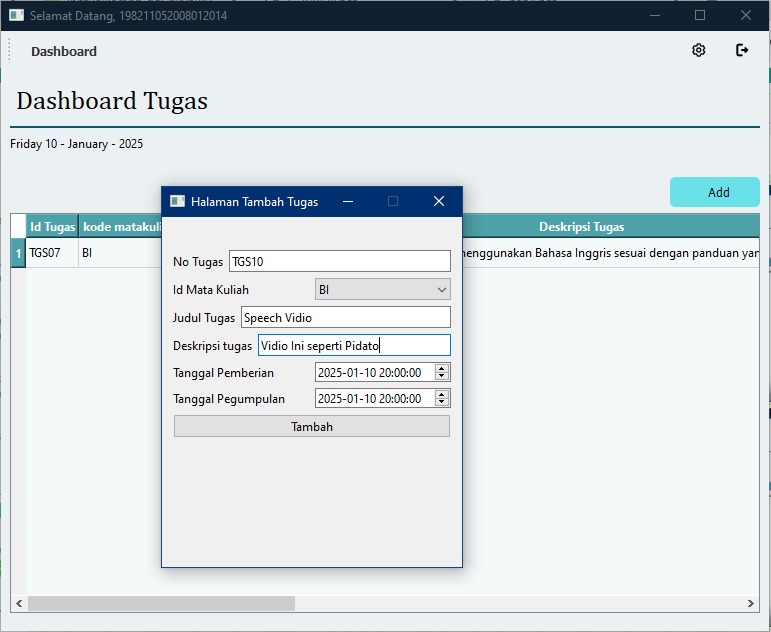 Selamat Datang, 198211052008012014
Dashboard
Dashboard Tugas
Friday 10 - January - 2025
Add
Id Tugas kode matakuli Deskripsi Tugas
1 TGS07 BI menggunakan Bahasa Inggris sesuai dengan panduan yan
Halaman Tambah Tugas
No Tugas TGS10
Id Mata Kuliah BI
Judul Tugas Speech Vidio
Deskripsi tugas Vidio Ini seperti Pidato
Tanggal Pemberian 2025-01-10 20:00:00
Tanggal Pegumpulan 2025-01-10 20:00:00
Tambah